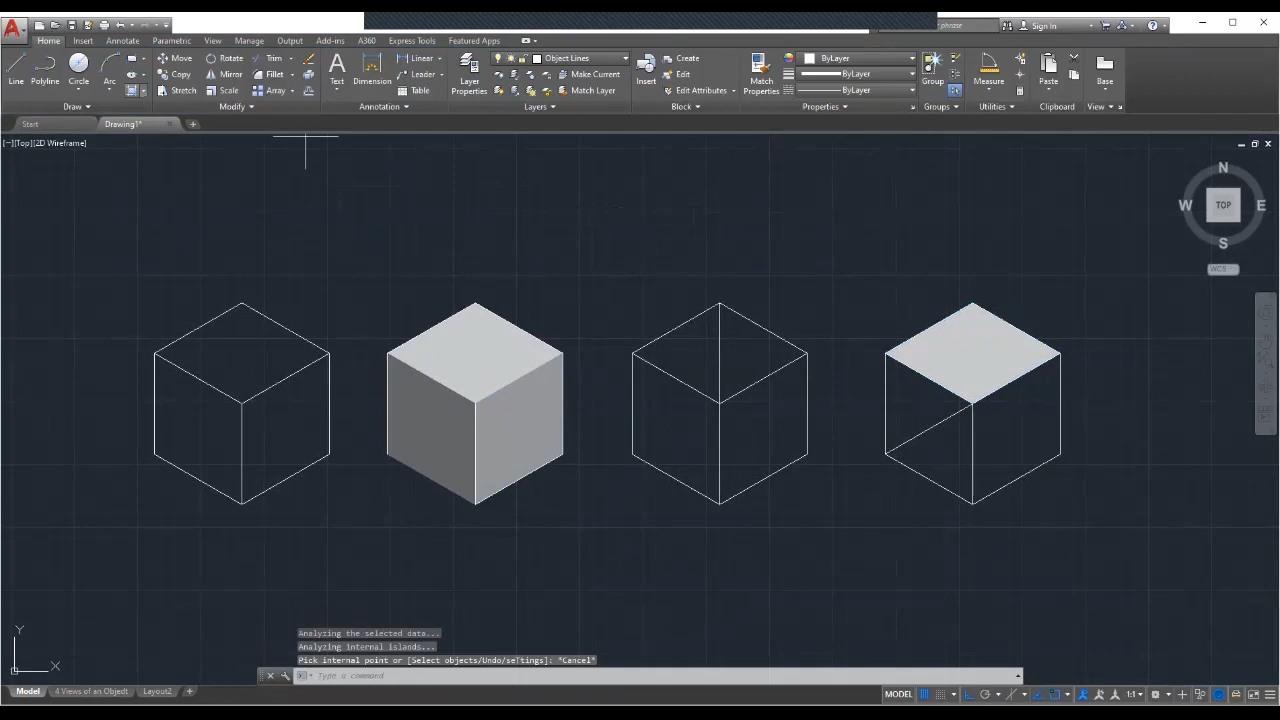 phrase
Sign In
Home Insert Annotate Parametric View Manage Output Add-ins A360 Express Tools Featured Apps
Line Polyline Circle Arc
Move Rotate Trim
Copy Mirror Fillet
Stretch Scale Array
Text Dimension
Linear
Leader
Table
Layer Properties
Object Lines
Make Current
Match Layer
Insert
Create
Edit
Edit Attributes
Match Properties
ByLayer
ByLayer
ByLayer
Group
Measure
Paste
Base
Draw Modify Annotation Layers Block Properties Groups Utilities Clipboard View
Start Drawing1*
[−][Top][2D Wireframe]
N
W TOP E
S
WCS
Analyzing the selected data...
Analyzing internal islands...
Pick internal point or [Select objects/Undo/seTtings]: *Cancel*
Type a command
Y
X
Model 4 Views of an Objedt Layout2
MODEL 1:1